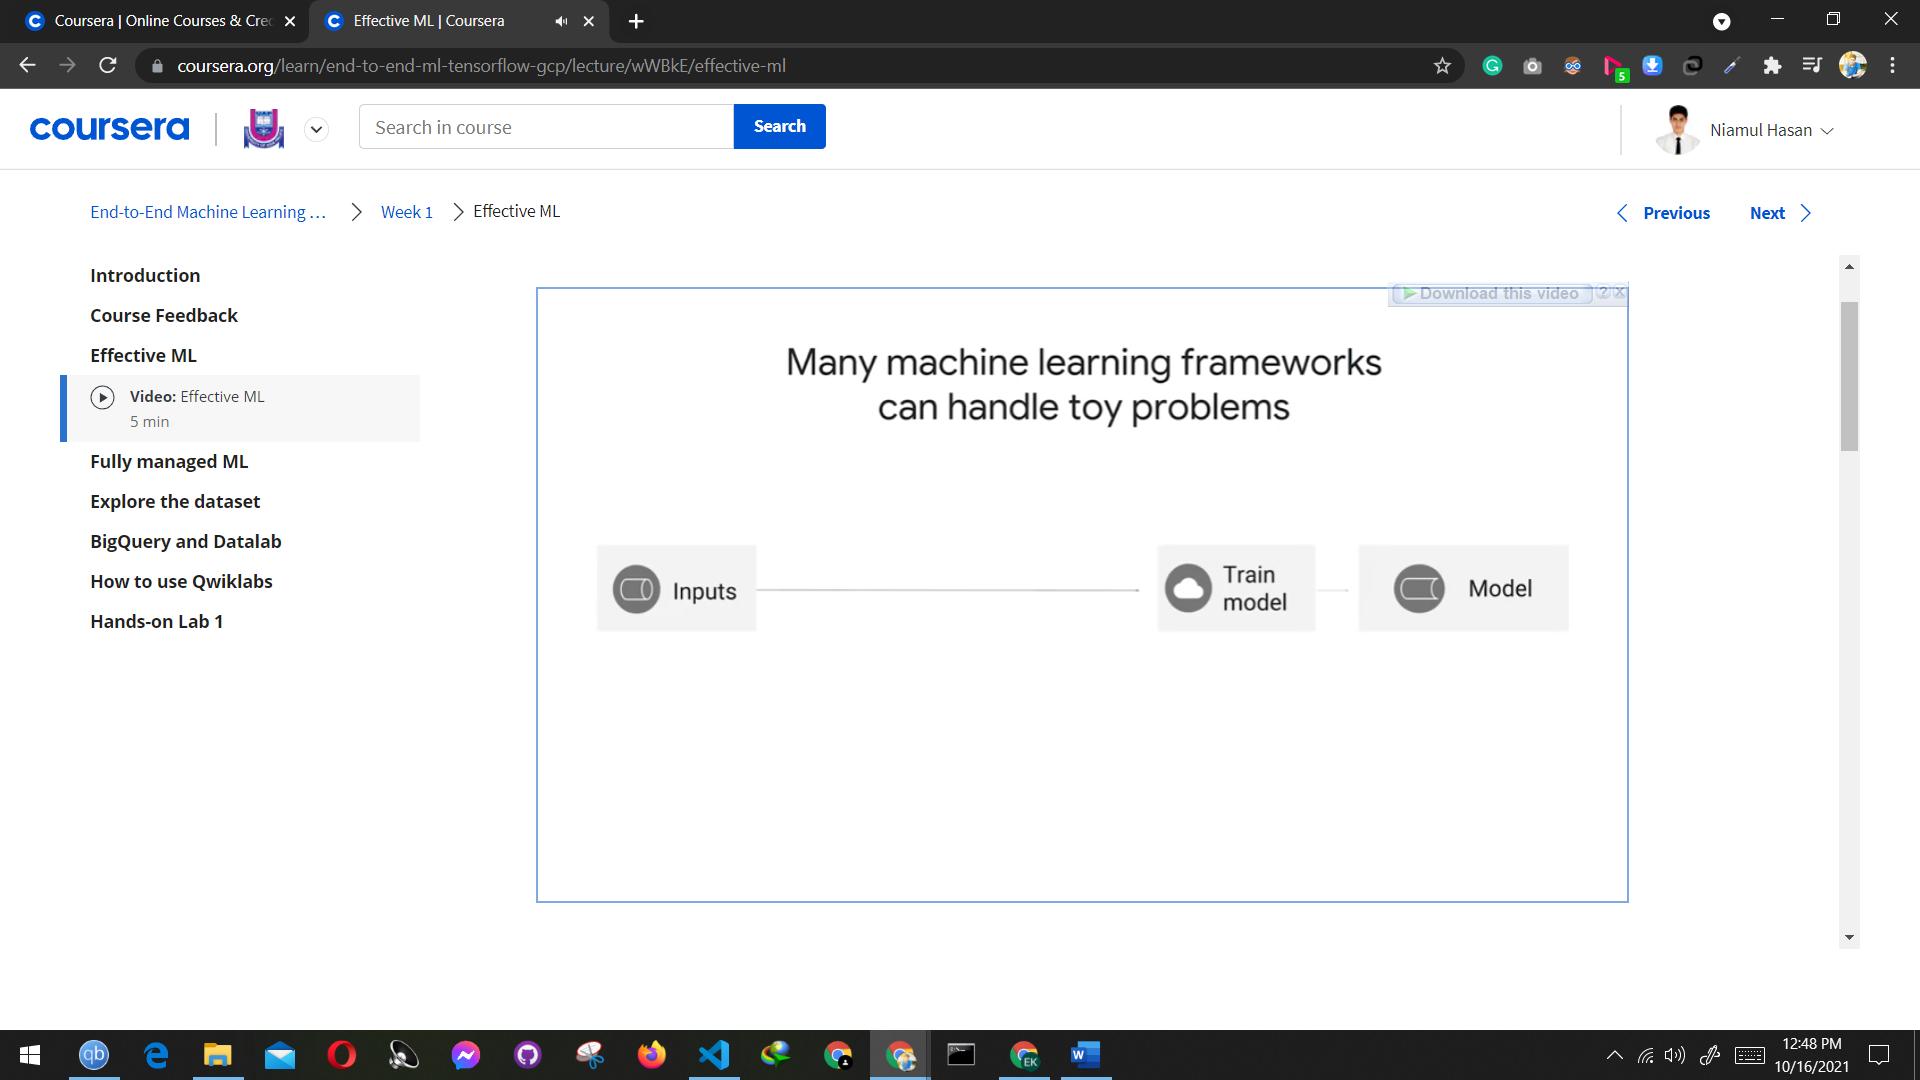 Coursera | Online Courses & Cre
Effective ML | Coursera
coursera.org/learn/end-to-end-ml-tensorflow-gcp/lecture/wWBkE/effective-ml
5
coursera
Search in course
Search
Niamul Hasan
End-to-End Machine Learning ...
Week 1
Effective ML
Previous
Next
Introduction
Course Feedback
Effective ML
Video: Effective ML
5 min
Fully managed ML
Explore the dataset
BigQuery and Datalab
How to use Qwiklabs
Hands-on Lab 1
Download this video
Many machine learning frameworks
can handle toy problems
Inputs
Train
model
Model
qb
EK
12:48 PM
10/16/2021